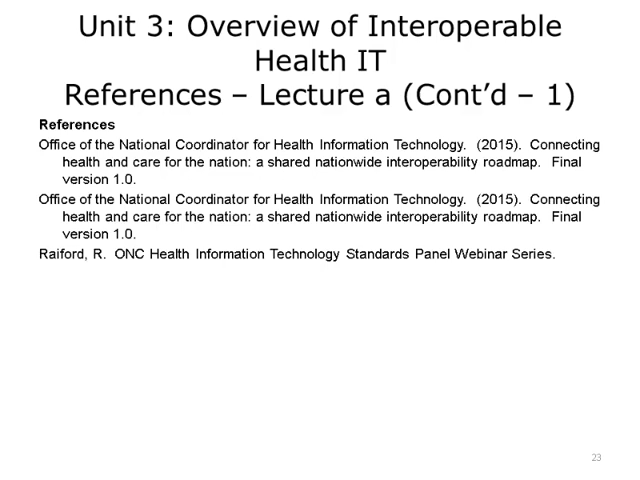 Unit 3: Overview of Interoperable
Health IT
References – Lecture a (Cont’d – 1)
References
Office of the National Coordinator for Health Information Technology. (2015). Connecting
health and care for the nation: a shared nationwide interoperability roadmap. Final
version 1.0.
Office of the National Coordinator for Health Information Technology. (2015). Connecting
health and care for the nation: a shared nationwide interoperability roadmap. Final
version 1.0.
Raiford, R. ONC Health Information Technology Standards Panel Webinar Series.
23